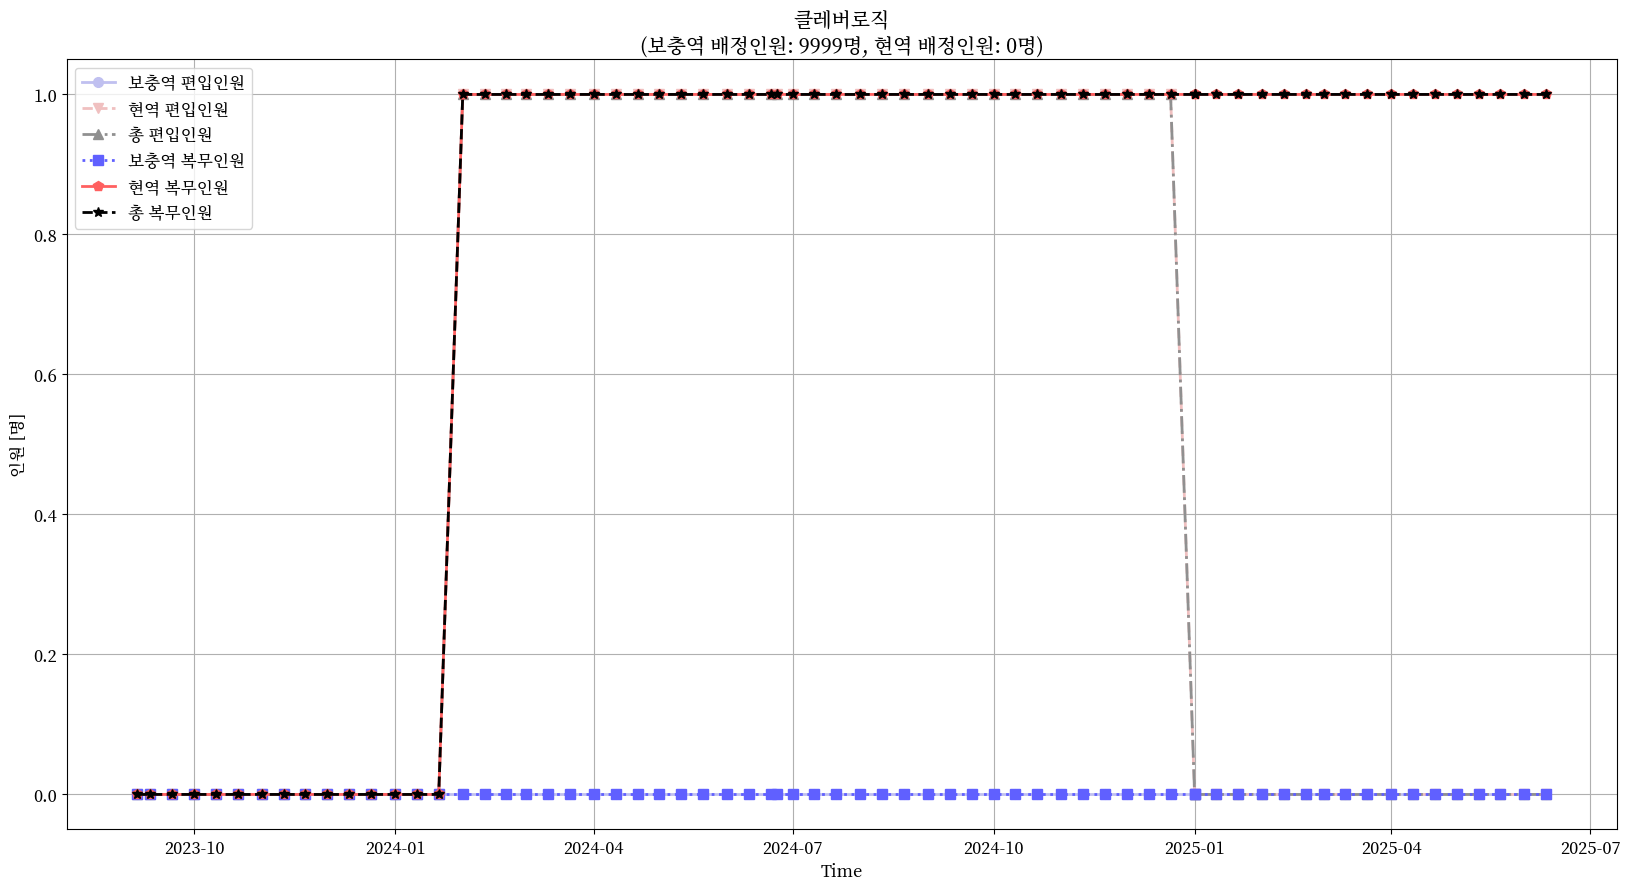 클레버로직
(보충역 배정인원: 9999명, 현역 배정인원: 0명)
보충역 편입인원
현역 편입인원
총 편입인원
보충역 복무인원
현역 복무인원
총 복무인원
인원 [명]
1.0
0.8
0.6
0.4
0.2
0.0
2023-10
2024-01
2024-04
2024-07
2024-10
2025-01
2025-04
2025-07
Time